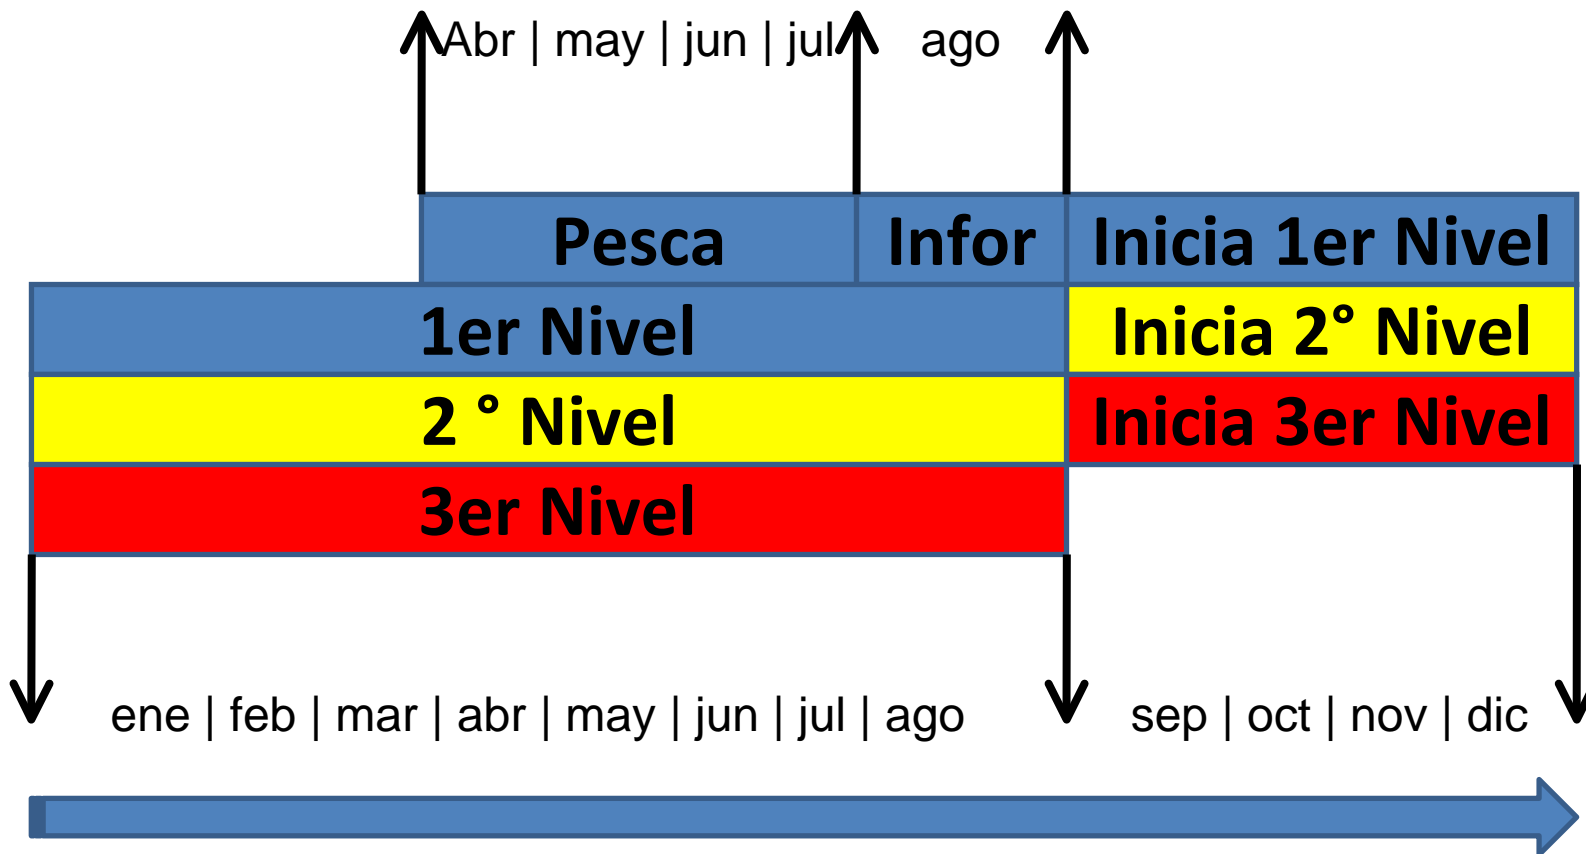 Abr | may | jun | jul ago
Pesca Infor Inicia 1er Nivel
1er Nivel Inicia 2° Nivel
2 ° Nivel Inicia 3er Nivel
3er Nivel
ene | feb | mar | abr | may | jun | jul | ago sep | oct | nov | dic